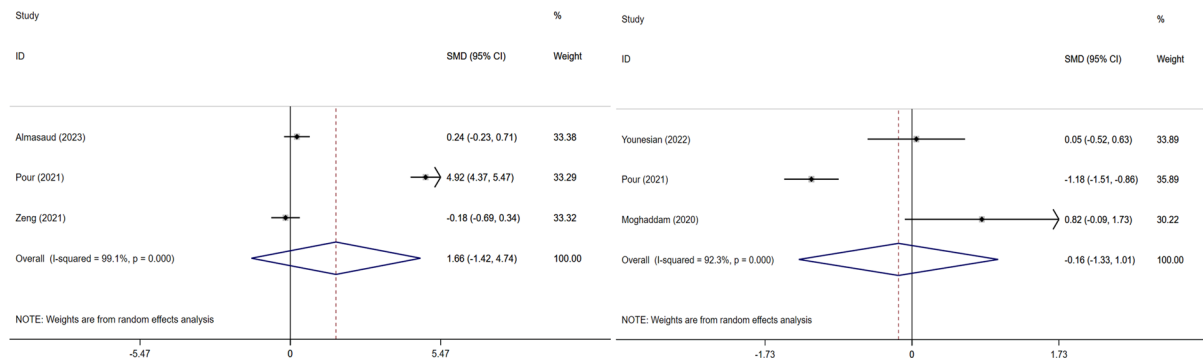 Study %
ID SMD (95% CI) Weight
Almasaud (2023) 0.24 (-0.23, 0.71) 33.38
Pour (2021) 4.92 (4.37, 5.47) 33.29
Zeng (2021) -0.18 (-0.69, 0.34) 33.32
Overall (I-squared = 99.1%, p = 0.000) 1.66 (-1.42, 4.74) 100.00
NOTE: Weights are from random effects analysis
-5.47 0 5.47
Study %
ID SMD (95% CI) Weight
Younesian (2022) 0.05 (-0.52, 0.63) 33.89
Pour (2021) -1.18 (-1.51, -0.86) 35.89
Moghaddam (2020) 0.82 (-0.09, 1.73) 30.22
Overall (I-squared = 92.3%, p = 0.000) -0.16 (-1.33, 1.01) 100.00
NOTE: Weights are from random effects analysis
-1.73 0 1.73